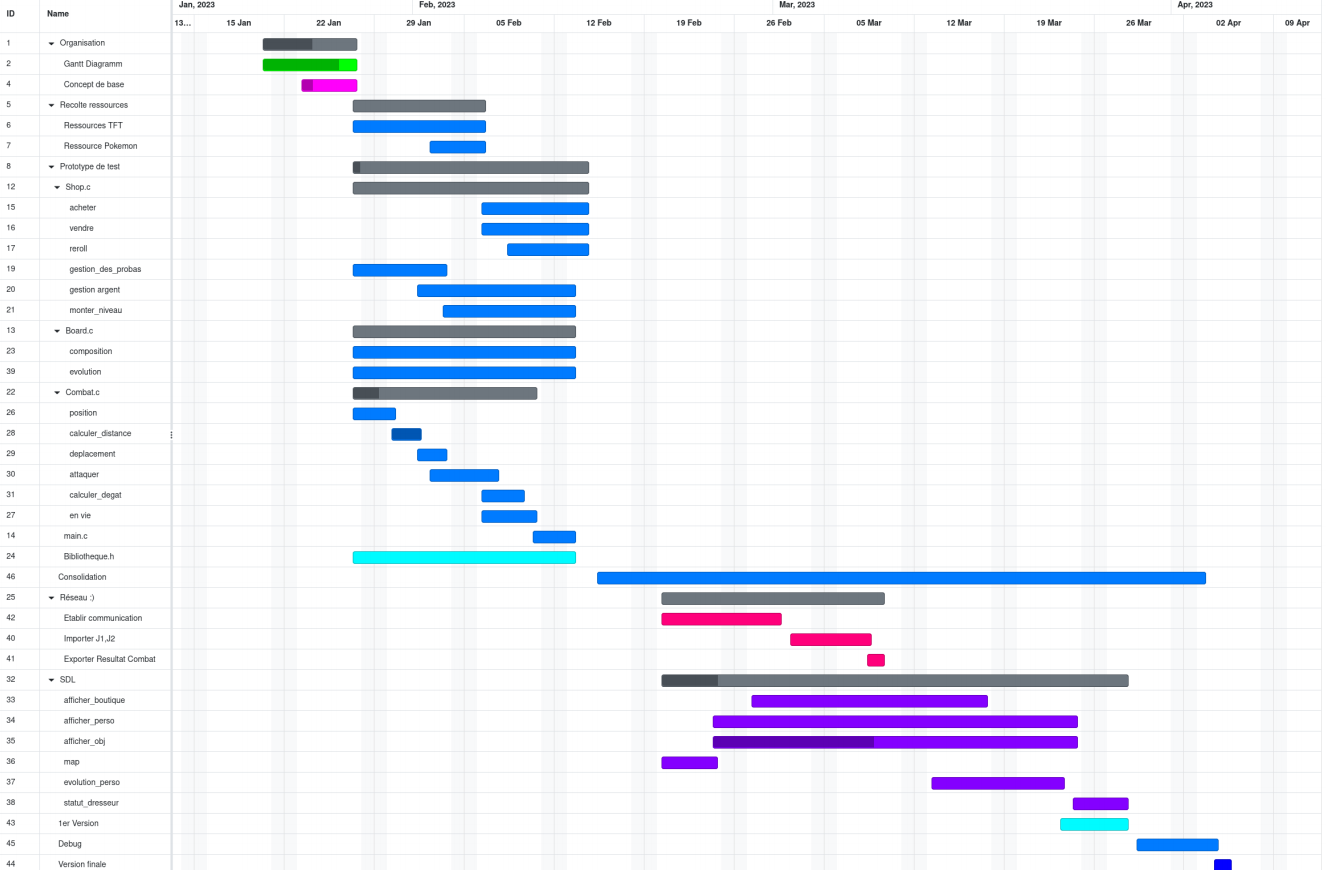 Jan, 2023 Feb, 2023 Mar, 2023 Apr, 2023
ID Name
13... 15 Jan 22 Jan 29 Jan 05 Feb 12 Feb 19 Feb 26 Feb 05 Mar 12 Mar 19 Mar 26 Mar 02 Apr 09 Apr
1 Organisation
2 Gantt Diagramm
4 Concept de base
5 Recolte ressources
6 Ressources TFT
7 Ressource Pokemon
8 Prototype de test
12 Shop.c
15 acheter
16 vendre
17 reroll
19 gestion_des_probas
20 gestion argent
21 monter_niveau
13 Board.c
23 composition
39 evolution
22 Combat.c
26 position
28 calculer_distance
29 deplacement
30 attaquer
31 calculer_degat
27 en vie
14 main.c
24 Bibliotheque.h
46 Consolidation
25 Réseau :)
42 Etablir communication
40 Importer J1,J2
41 Exporter Resultat Combat
32 SDL
33 afficher_boutique
34 afficher_perso
35 afficher_obj
36 map
37 evolution_perso
38 statut_dresseur
43 1er Version
45 Debug
44 Version finale